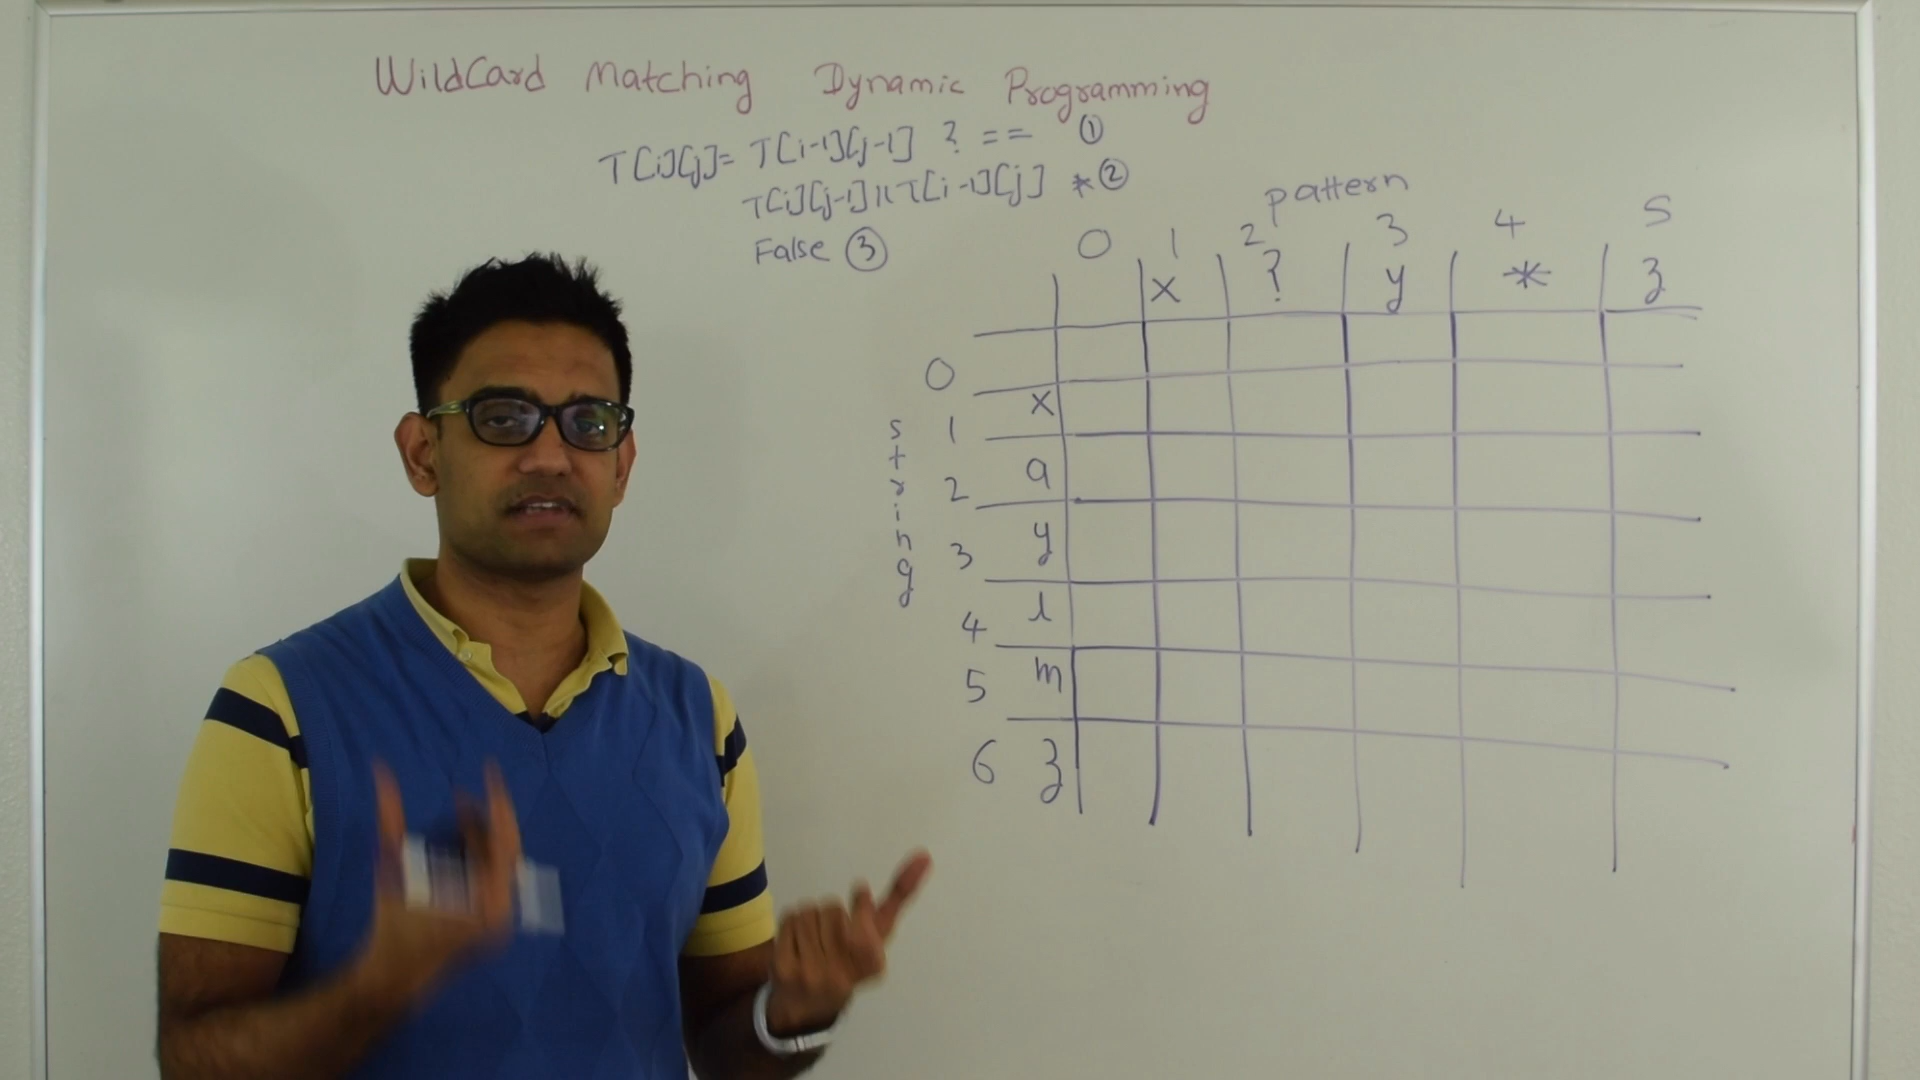 WildCard Matching Dynamic Programming
T[i][j]= T[i-1][j-1] ? == ①
T[i][j-1] || T[i-1][j] * ②
False ③
pattern
0 1 2 3 4 5
x ? y * z
string
0
1 x
2 a
3 y
4 l
5 m
6 z